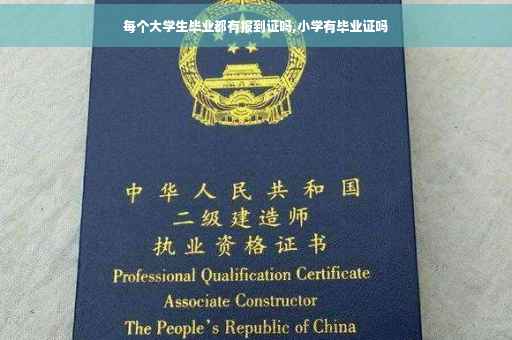 每个大学生毕业都有报到证吗,小学有毕业证吗
中华人民共和国
二级建造师
执业资格证书
Professional Qualification Certificate
Associate Constructor
The People's Republic of China